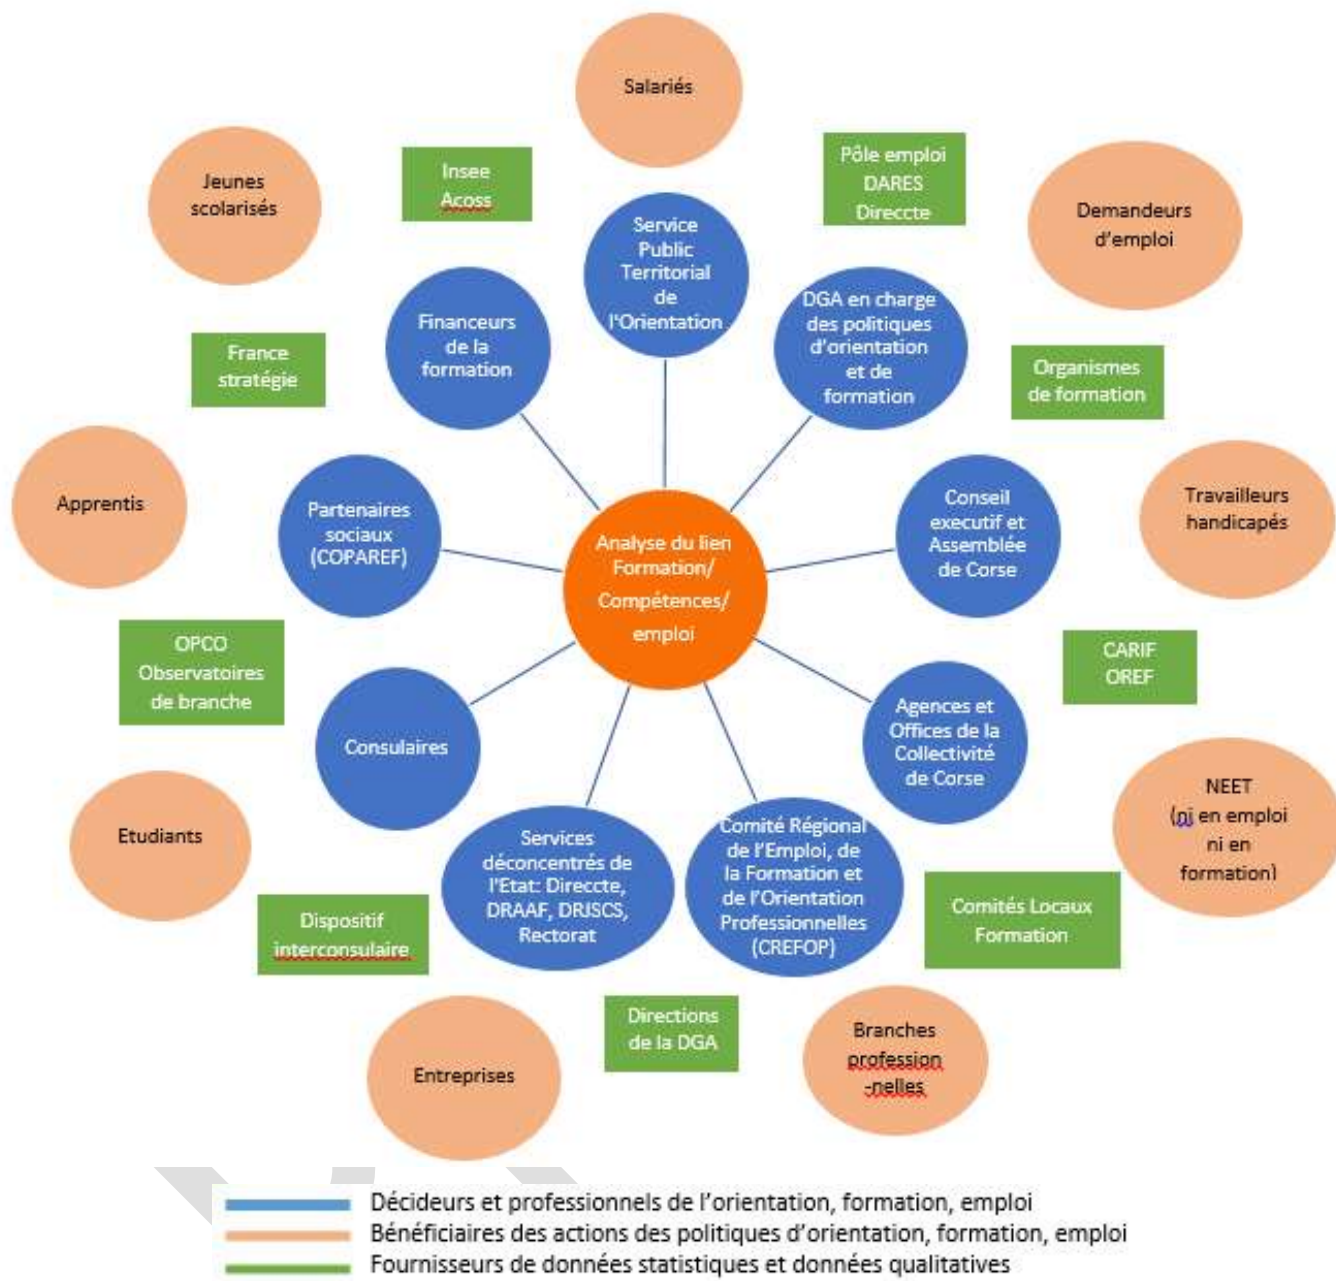 Salariés
Jeunes
scolarisés
Insee
Acoss
Pôle emploi
DARES
Direccte
Demandeurs
d'emploi
Service
Public
Territorial
de
l'Orientation
Financeurs
de la
formation
DGA en charge
des politiques
d'orientation
et de
formation
France
stratégie
Organismes
de formation
Apprentis
Partenaires
sociaux
(COPAREF)
Analyse du lien
Formation/
Compétences/
emploi
Conseil
executif et
Assemblée
de Corse
Travailleurs
handicapés
OPCO
Observatoires
de branche
CARIF
OREF
Consulaires
Agences et
Offices de la
Collectivité
de Corse
Etudiants
NEET
(ni en emploi
ni en
formation)
Services
déconcentrés de
l'Etat: Direccte,
DRAAF, DRJSCS,
Rectorat
Comité Régional
de l'Emploi, de
la Formation et
de l'Orientation
Professionnelles
(CREFOP)
Dispositif
interconsulaire
Comités Locaux
Formation
Entreprises
Directions
de la DGA
Branches
profession
-nelles
Décideurs et professionnels de l'orientation, formation, emploi
Bénéficiaires des actions des politiques d'orientation, formation, emploi
Fournisseurs de données statistiques et données qualitatives